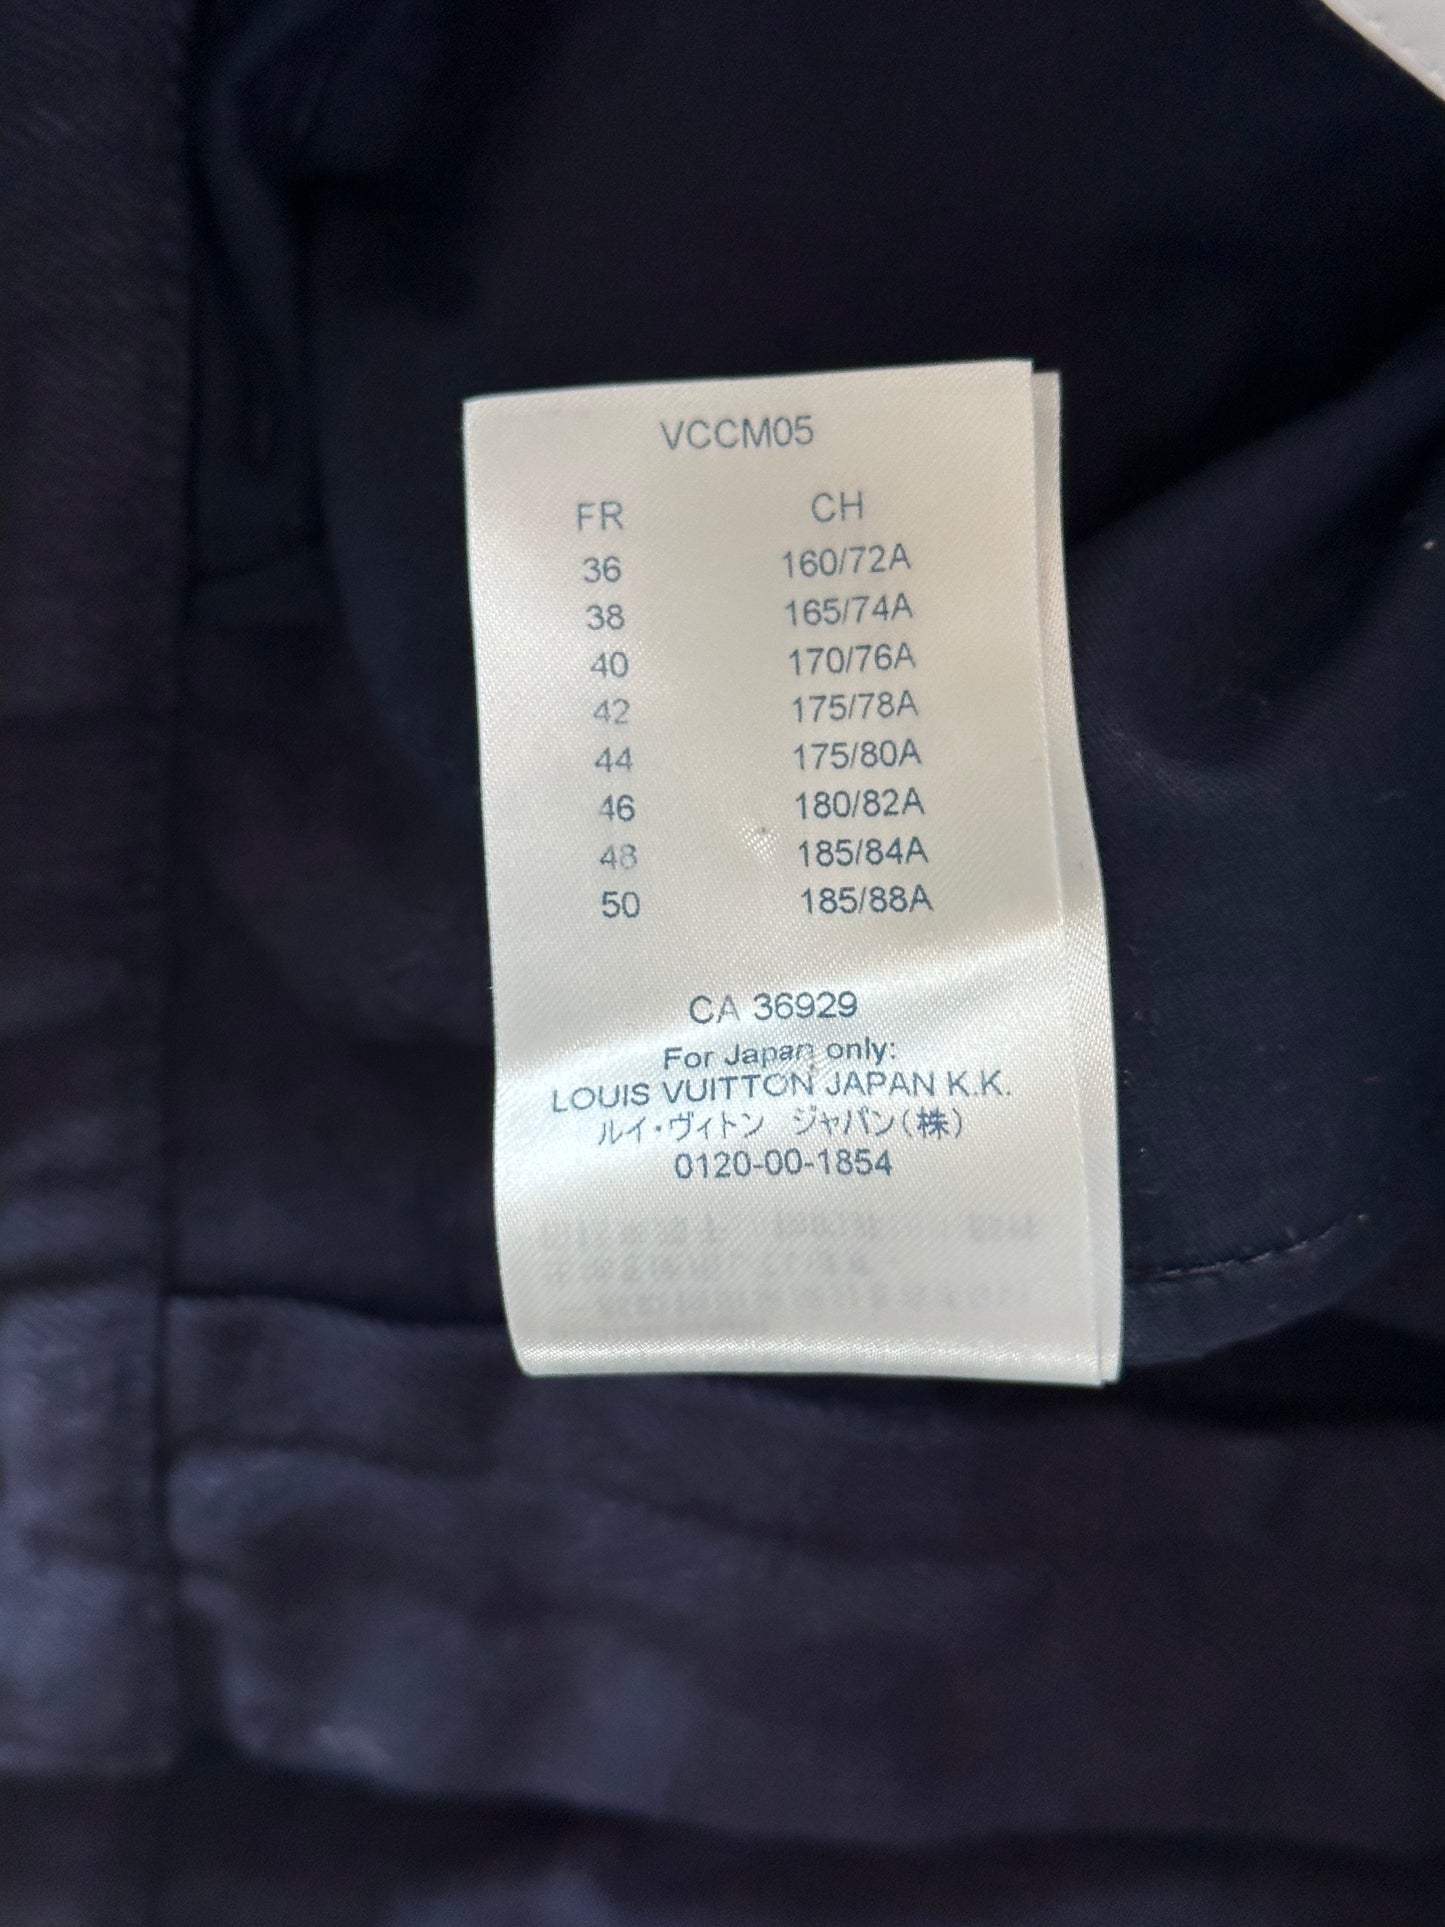 VCCM05
FR CH
36 160/72A
38 165/74A
40 170/76A
42 175/78A
44 175/80A
46 180/82A
48 185/84A
50 185/88A
CA 36929
For Japan only:
LOUIS VUITTON JAPAN K.K.
ルイ・ヴィトン ジャパン(株)
0120-00-1854